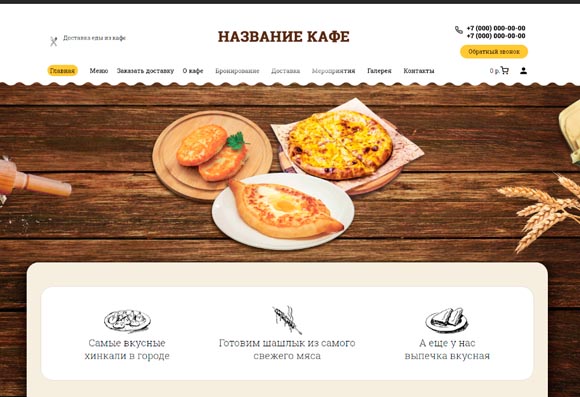 Доставка еды из кафе
НАЗВАНИЕ КАФЕ
+7 (000) 000-00-00
+7 (000) 000-00-00
Обратный звонок
Главная Меню Заказать доставку О кафе Бронирование Доставка Мероприятия Галерея Контакты 0 р.
Самые вкусные
хинкали в городе
Готовим шашлык из самого
свежего мяса
А еще у нас
выпечка вкусная